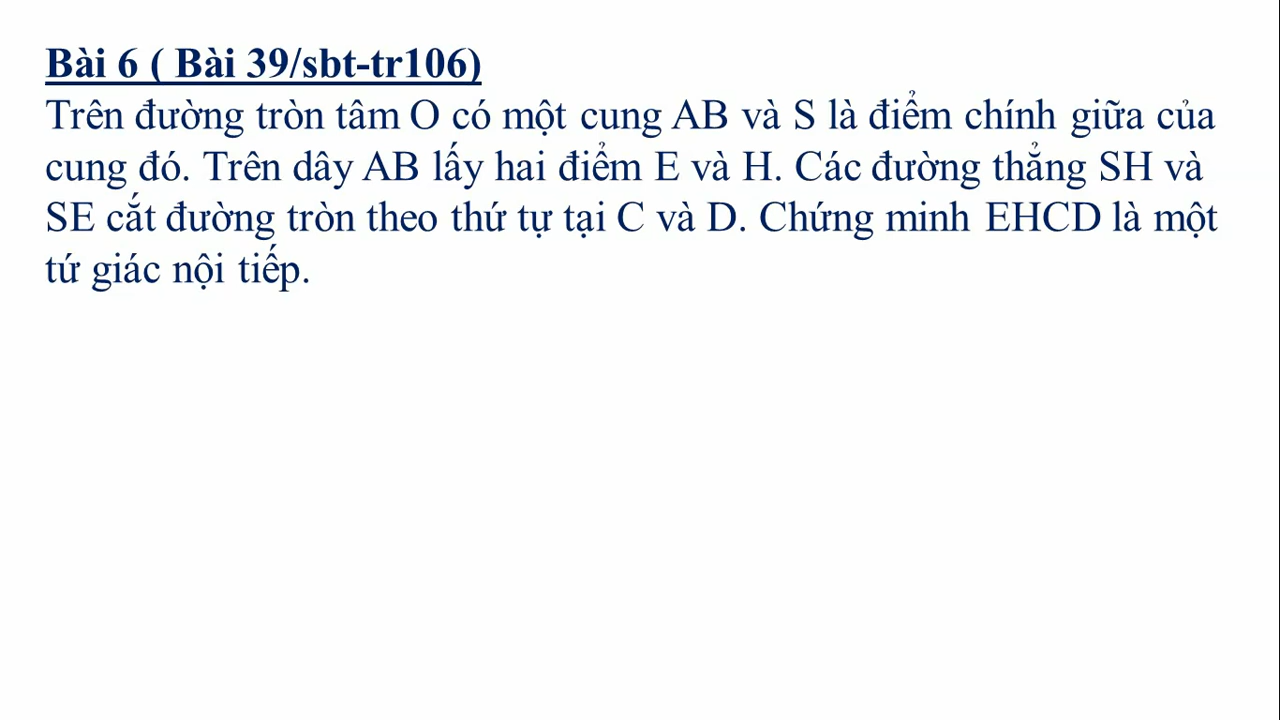 Bài 6 ( Bài 39/sbt-tr106)
Trên đường tròn tâm O có một cung AB và S là điểm chính giữa của
cung đó. Trên dây AB lấy hai điểm E và H. Các đường thẳng SH và
SE cắt đường tròn theo thứ tự tại C và D. Chứng minh EHCD là một
tứ giác nội tiếp.